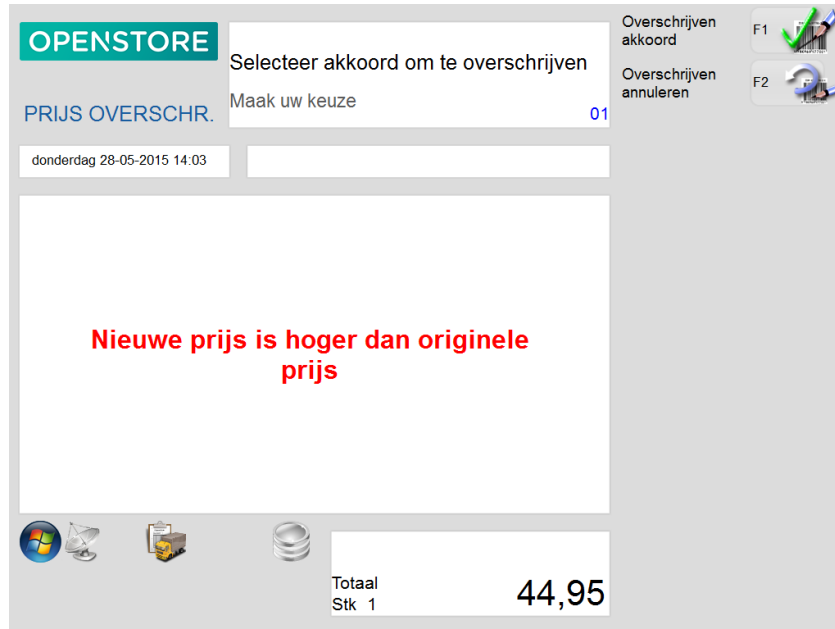 OPENSTORE
PRIJS OVERSCHR.
Selecteer akkoord om te overschrijven
Maak uw keuze
01
donderdag 28-05-2015 14:03
Nieuwe prijs is hoger dan originele
prijs
Totaal
Stk 1
44,95
Overschrijven
akkoord
F1
Overschrijven
annuleren
F2